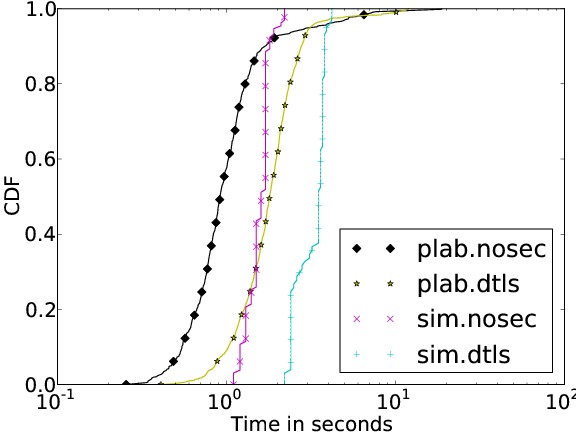 1.0
0.8
0.6
0.4
0.2
0.0
CDF
plab.nosec
plab.dtls
sim.nosec
sim.dtls
10^-1 10^0 10^1 10^2
Time in seconds